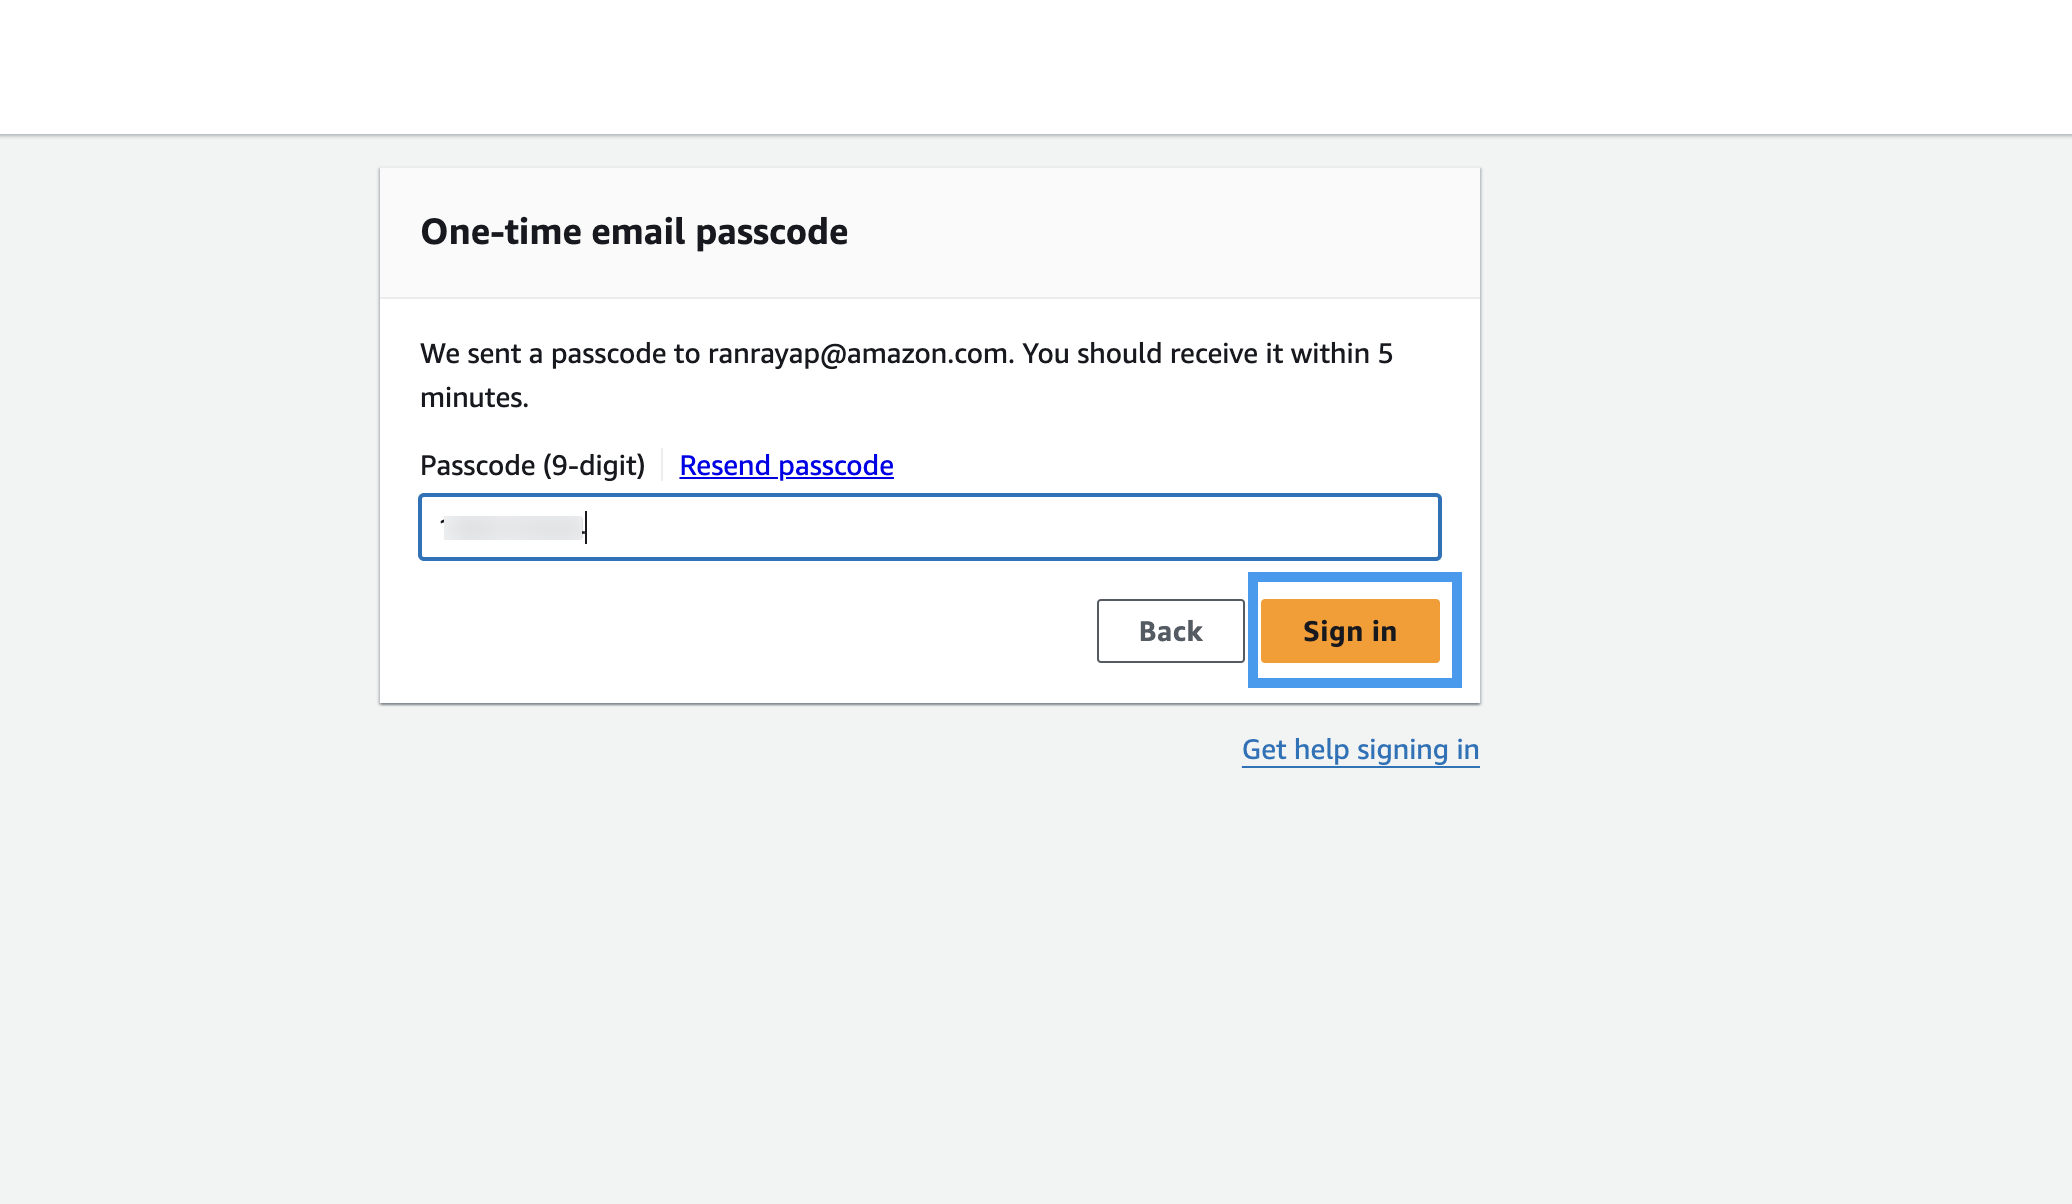 One-time email passcode
We sent a passcode to ranrayap@amazon.com. You should receive it within 5
minutes.
Passcode (9-digit)
Resend passcode
Back
Sign in
Get help signing in